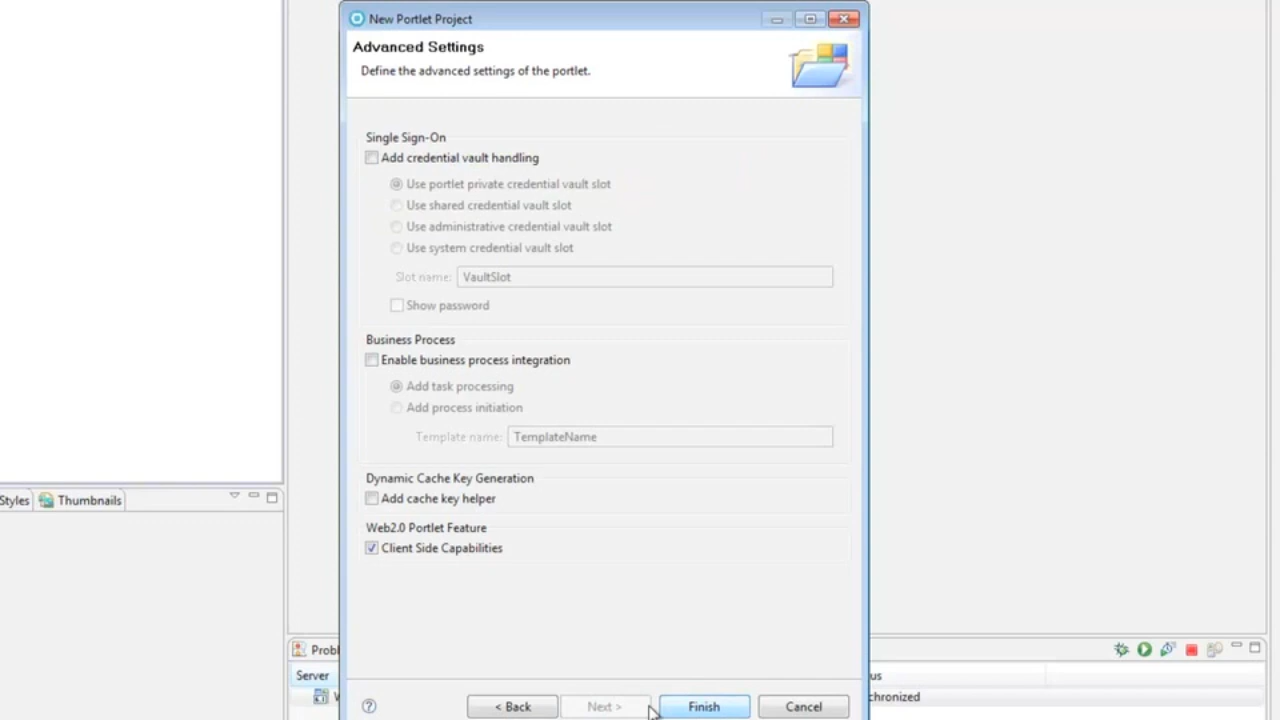 New Portlet Project
Advanced Settings
Define the advanced settings of the portlet.
Single Sign-On
Add credential vault handling
Use portlet private credential vault slot
Use shared credential vault slot
Use administrative credential vault slot
Use system credential vault slot
Slot name: VaultSlot
Show password
Business Process
Enable business process integration
Add task processing
Add process initiation
Template name: TemplateName
Dynamic Cache Key Generation
Add cache key helper
Web2.0 Portlet Feature
Client Side Capabilities
Styles Thumbnails
Probl
Server us
W chronized
? < Back Next > Finish Cancel